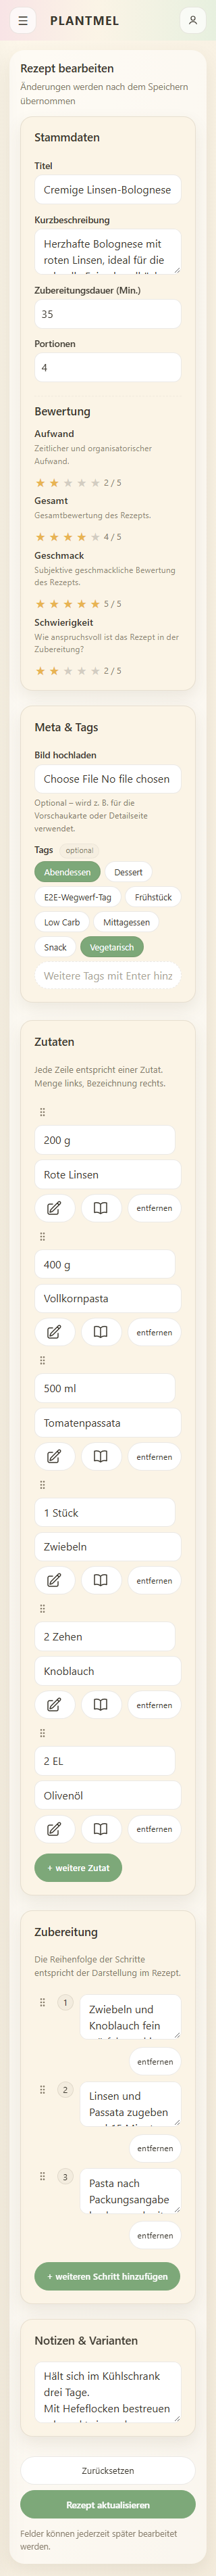 PLANTMEL
Rezept bearbeiten
Änderungen werden nach dem Speichern
übernommen
Stammdaten
Titel
Cremige Linsen-Bolognese
Kurzbeschreibung
Herzhafte Bolognese mit
roten Linsen, ideal für die
Zubereitungsdauer (Min.)
35
Portionen
4
Bewertung
Aufwand
Zeitlicher und organisatorischer
Aufwand.
2 / 5
Gesamt
Gesamtbewertung des Rezepts.
4 / 5
Geschmack
Subjektive geschmackliche Bewertung
des Rezepts.
5 / 5
Schwierigkeit
Wie anspruchsvoll ist das Rezept in der
Zubereitung?
2 / 5
Meta & Tags
Bild hochladen
Choose File No file chosen
Optional – wird z. B. für die
Vorschaukarte oder Detailseite
verwendet.
Tags optional
Abendessen Dessert
E2E-Wegwerf-Tag Frühstück
Low Carb Mittagessen
Snack Vegetarisch
Weitere Tags mit Enter hinz
Zutaten
Jede Zeile entspricht einer Zutat.
Menge links, Bezeichnung rechts.
200 g
Rote Linsen
entfernen
400 g
Vollkornpasta
entfernen
500 ml
Tomatenpassata
entfernen
1 Stück
Zwiebeln
entfernen
2 Zehen
Knoblauch
entfernen
2 EL
Olivenöl
entfernen
+ weitere Zutat
Zubereitung
Die Reihenfolge der Schritte
entspricht der Darstellung im Rezept.
1 Zwiebeln und
Knoblauch fein
entfernen
2 Linsen und
Passata zugeben
entfernen
3 Pasta nach
Packungsangabe
entfernen
+ weiteren Schritt hinzufügen
Notizen & Varianten
Hält sich im Kühlschrank
drei Tage.
Mit Hefeflocken bestreuen
Zurücksetzen
Rezept aktualisieren
Felder können jederzeit später bearbeitet
werden.